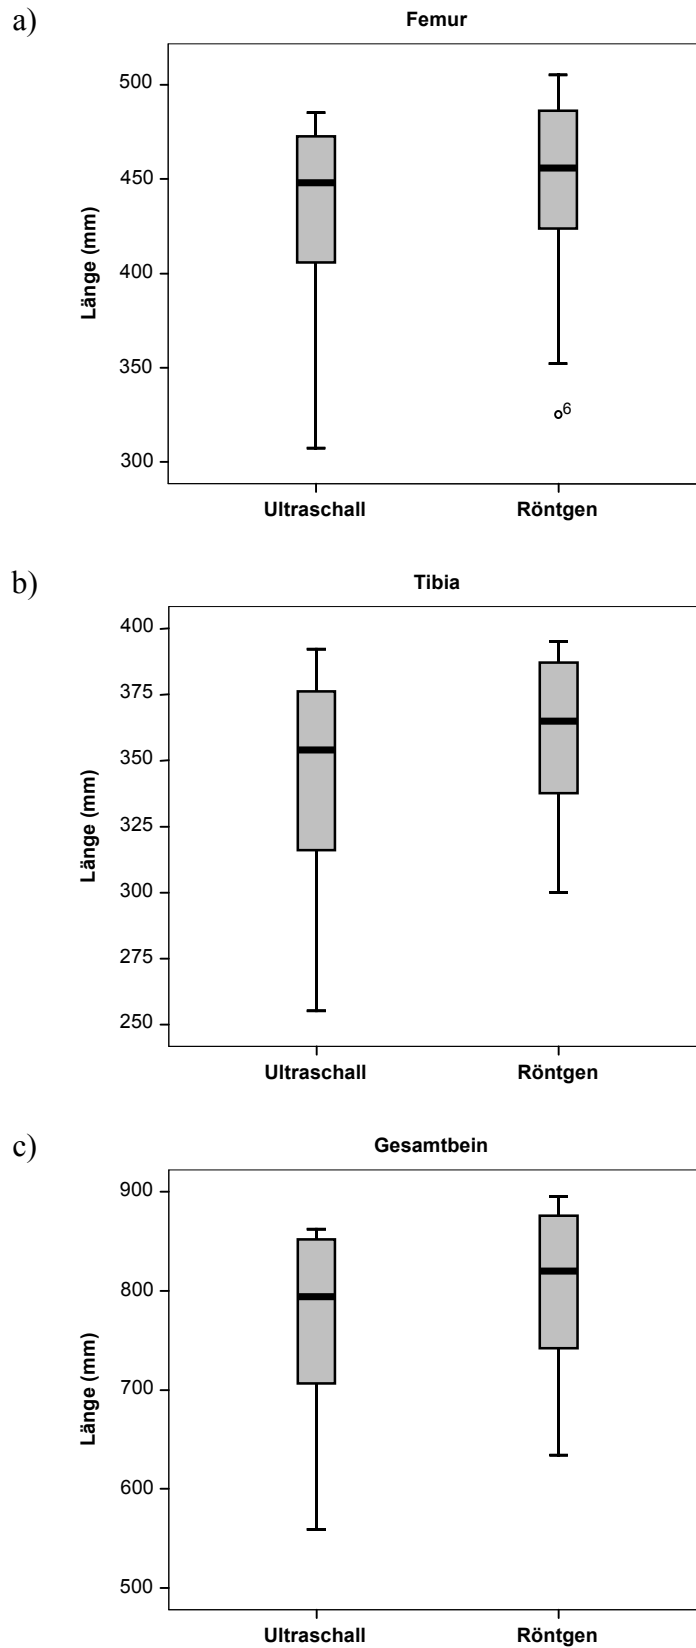 a)
Femur
500
450
400
350
300
Länge (mm)
6
Ultraschall Röntgen
b)
Tibia
400
375
350
325
300
275
250
Länge (mm)
Ultraschall Röntgen
c)
Gesamtbein
900
800
700
600
500
Länge (mm)
Ultraschall Röntgen